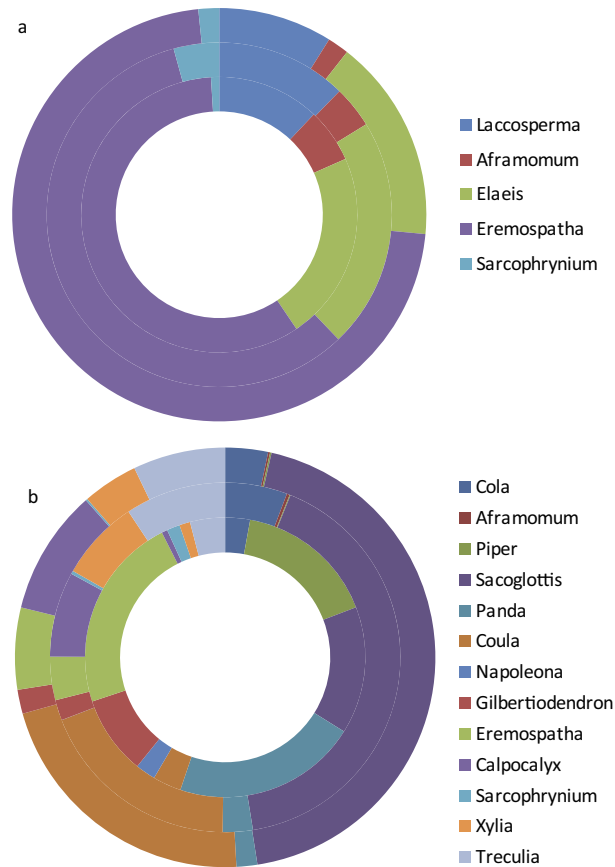 a
Laccosperma
Aframomum
Elaeis
Eremospatha
Sarcophrynium
b
Cola
Aframomum
Piper
Sacoglottis
Panda
Coula
Napoleona
Gilbertiodendron
Eremospatha
Calpocalyx
Sarcophrynium
Xylia
Treculia